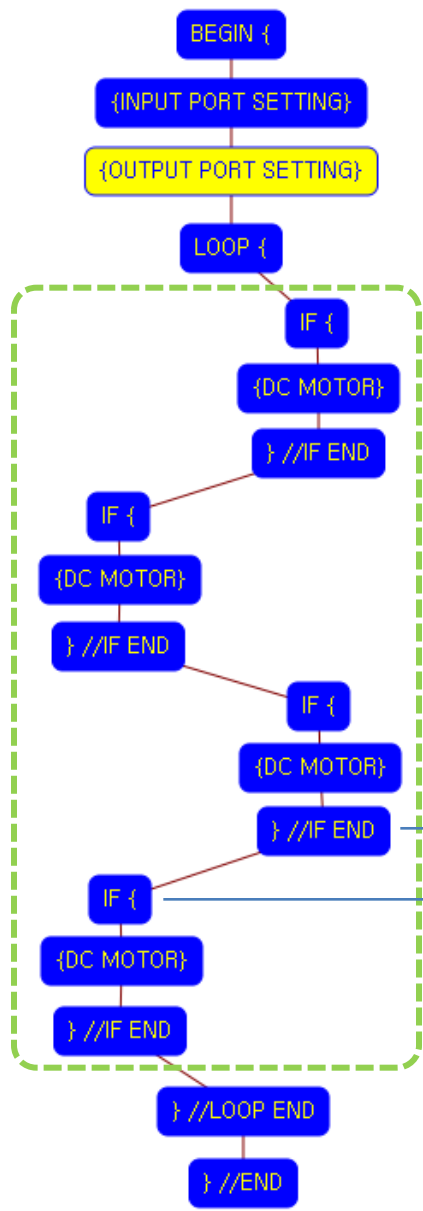 BEGIN {
{INPUT PORT SETTING}
{OUTPUT PORT SETTING}
LOOP {
IF {
{DC MOTOR}
} //IF END
IF {
{DC MOTOR}
} //IF END
IF {
{DC MOTOR}
} //IF END
IF {
{DC MOTOR}
} //IF END
} //LOOP END
} //END